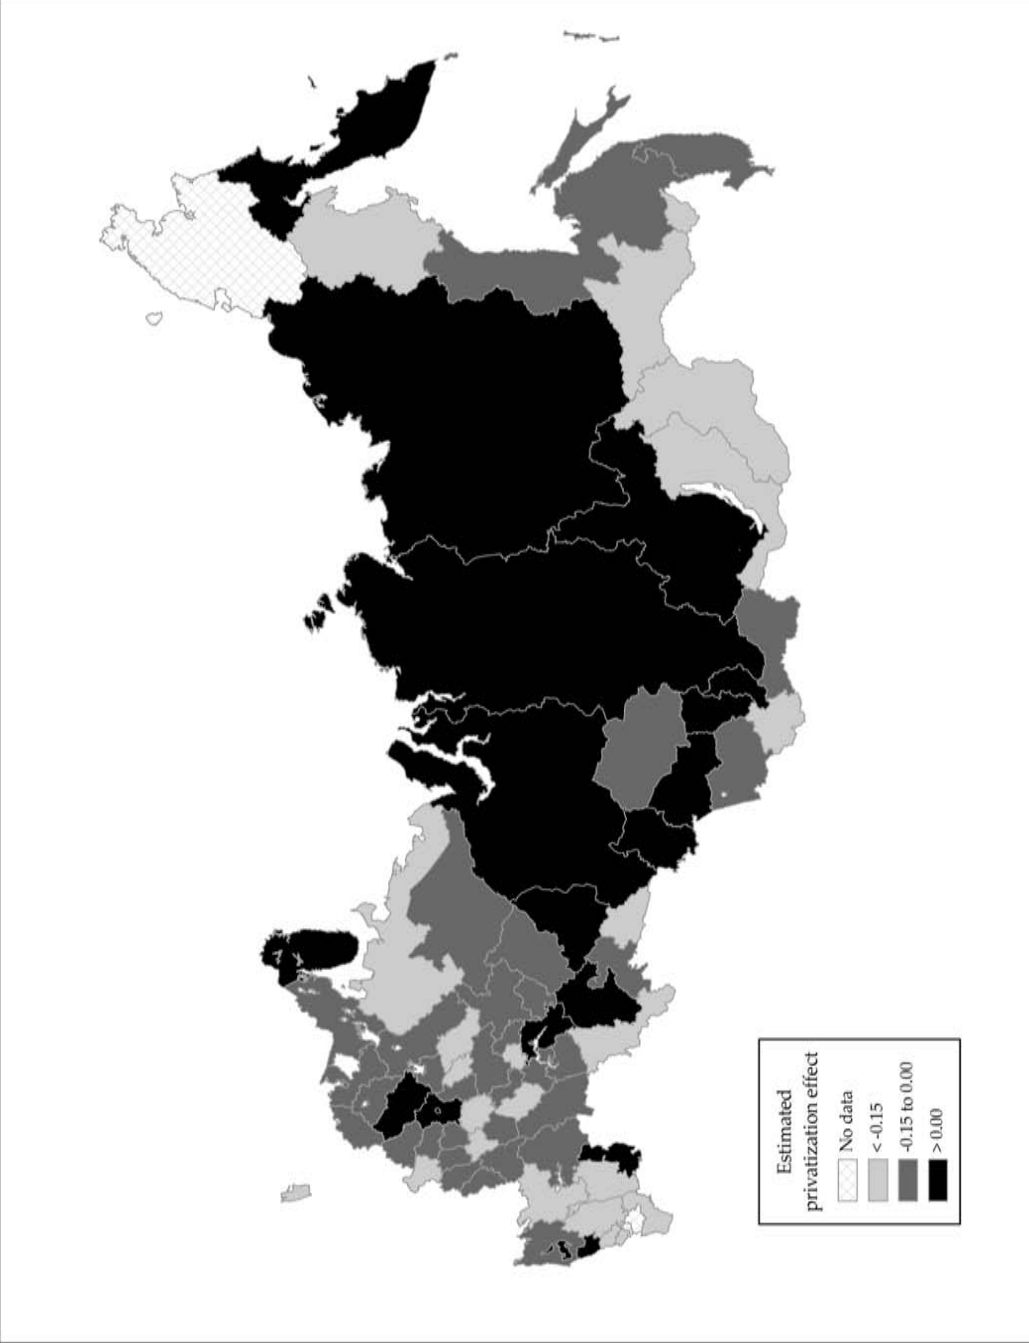 Estimated
privatization effect
No data
< -0.15
-0.15 to 0.00
> 0.00